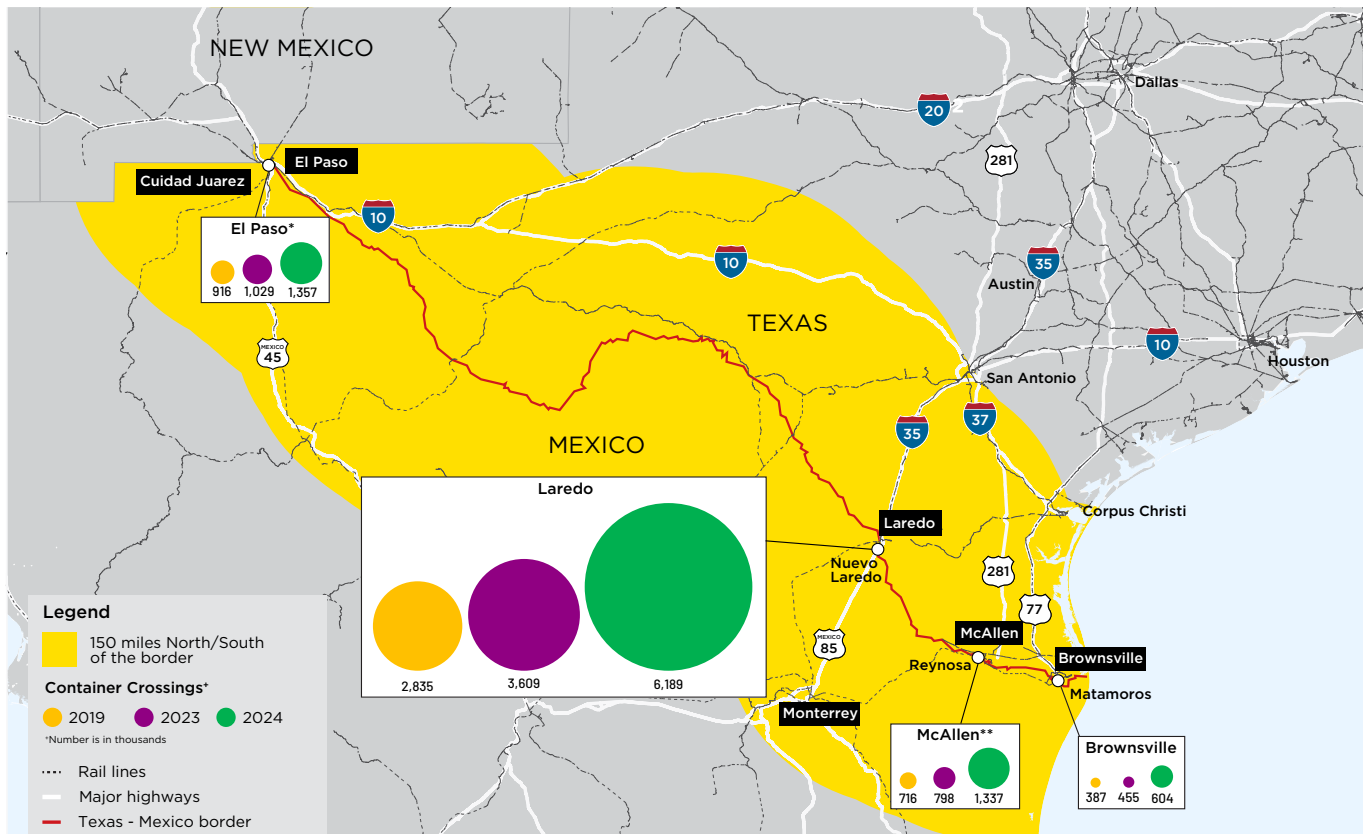 NEW MEXICO
Dallas
20
281
El Paso
Cuidad Juarez
10
El Paso*
916 1,029 1,357
10
35
Austin
TEXAS
10
Houston
MEXICO
45
San Antonio
37
35
MEXICO
Laredo
Corpus Christi
Laredo
Nuevo
Laredo
281
77
2,835 3,609 6,189
MEXICO
85
McAllen
Reynosa
Brownsville
Matamoros
Monterrey
McAllen**
716 798 1,337
Brownsville
387 455 604
Legend
150 miles North/South
of the border
Container Crossings+
2019 2023 2024
+Number is in thousands
Rail lines
Major highways
Texas - Mexico border